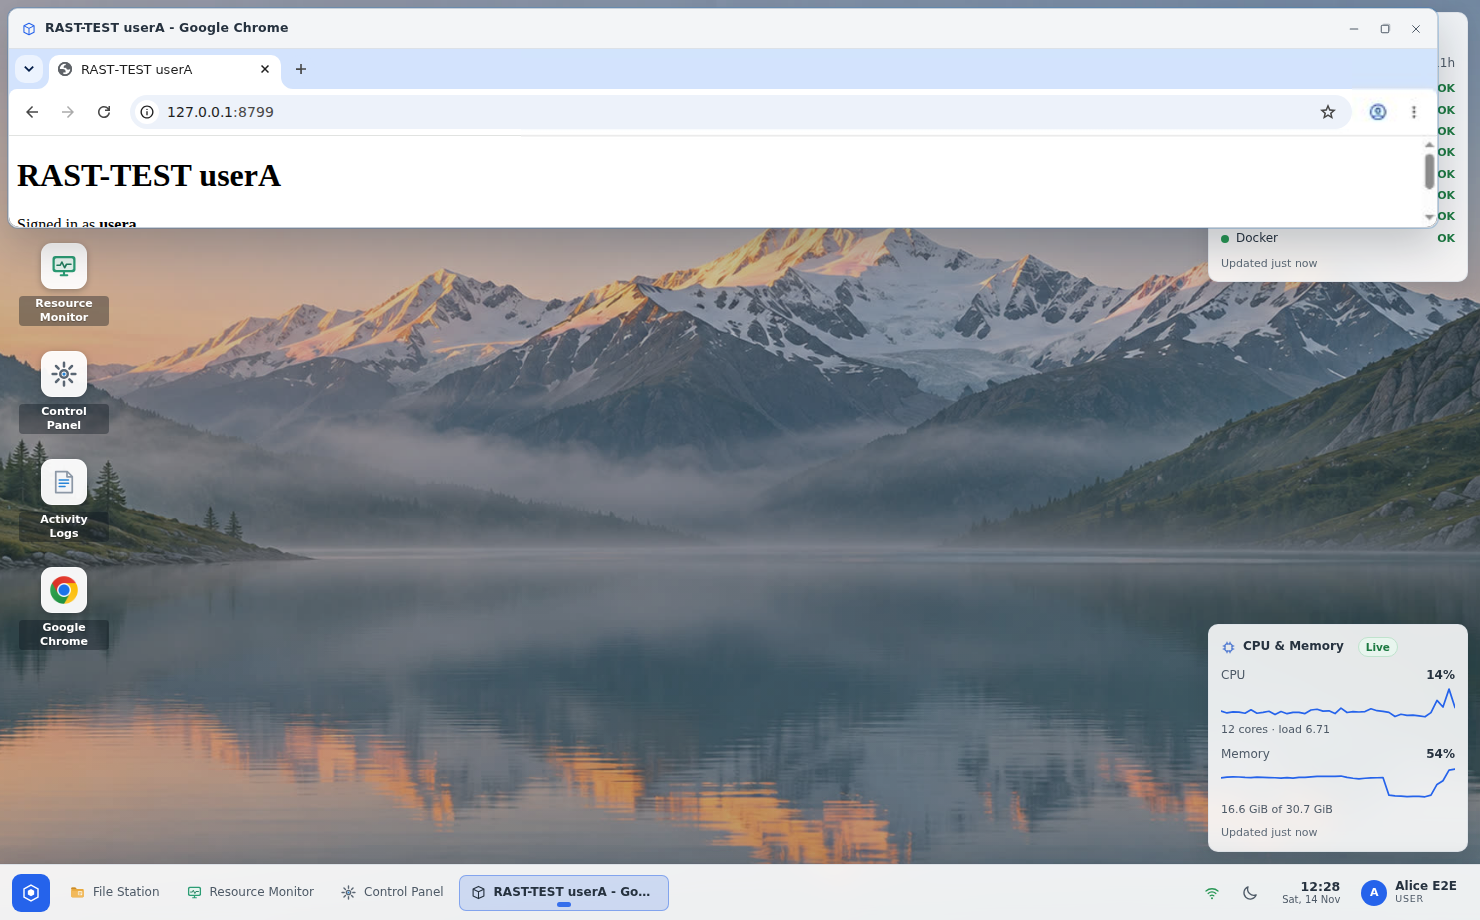 RAST-TEST userA - Google Chrome
RAST-TEST userA
127.0.0.1:8799
RAST-TEST userA
Signed in as usera
1h
OK
OK
OK
OK
OK
OK
OK
Docker OK
Updated just now
Resource
Monitor
Control
Panel
Activity
Logs
Google
Chrome
CPU & Memory Live
CPU 14%
12 cores · load 6.71
Memory 54%
16.6 GiB of 30.7 GiB
Updated just now
File Station
Resource Monitor
Control Panel
RAST-TEST userA - Go...
12:28
Sat, 14 Nov
A
Alice E2E
USER